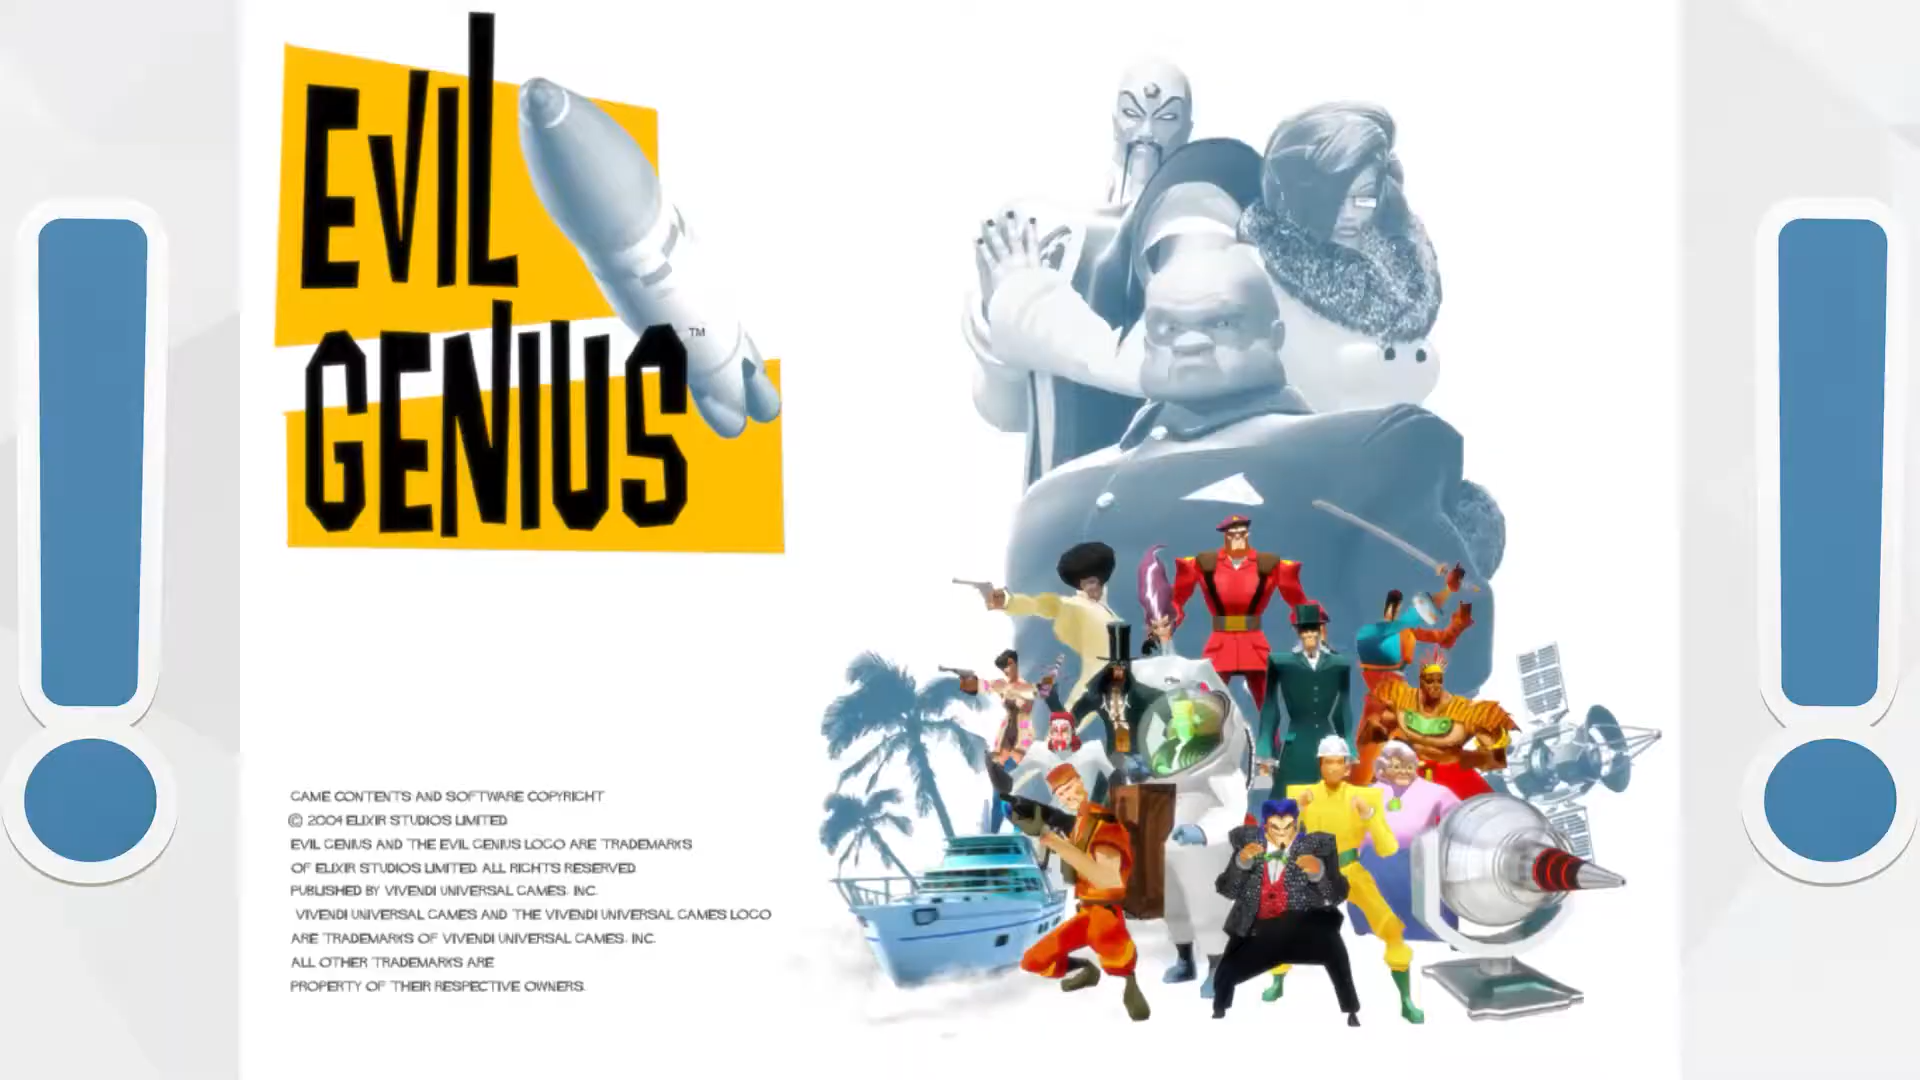 EVIL
GENIUS™
GAME CONTENTS AND SOFTWARE COPYRIGHT
© 2004 ELIXIR STUDIOS LIMITED
EVIL GENIUS AND THE EVIL GENIUS LOGO ARE TRADEMARKS
OF ELIXIR STUDIOS LIMITED ALL RIGHTS RESERVED
PUBLISHED BY VIVENDI UNIVERSAL GAMES, INC.
VIVENDI UNIVERSAL GAMES AND THE VIVENDI UNIVERSAL GAMES LOGO
ARE TRADEMARKS OF VIVENDI UNIVERSAL GAMES, INC.
ALL OTHER TRADEMARKS ARE
PROPERTY OF THEIR RESPECTIVE OWNERS.